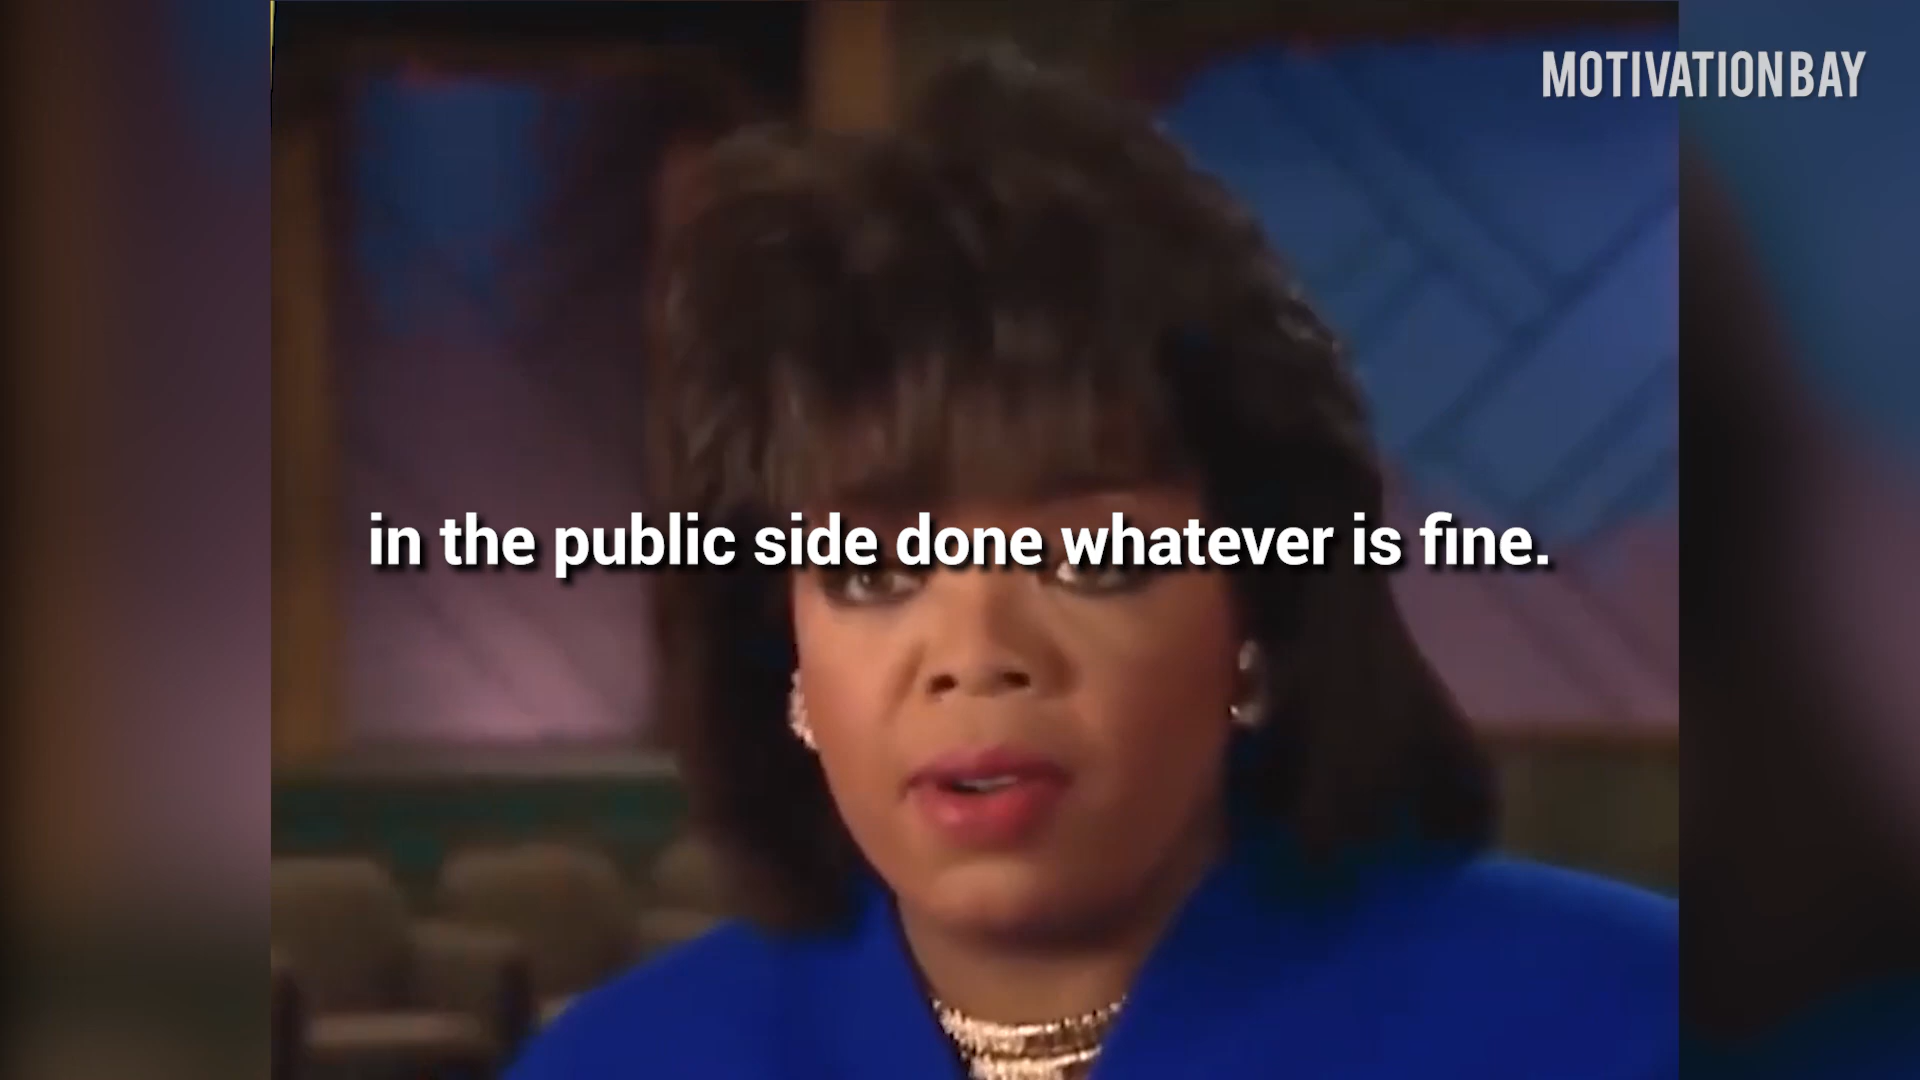 MOTIVATIONBAY
in the public side done whatever is fine.